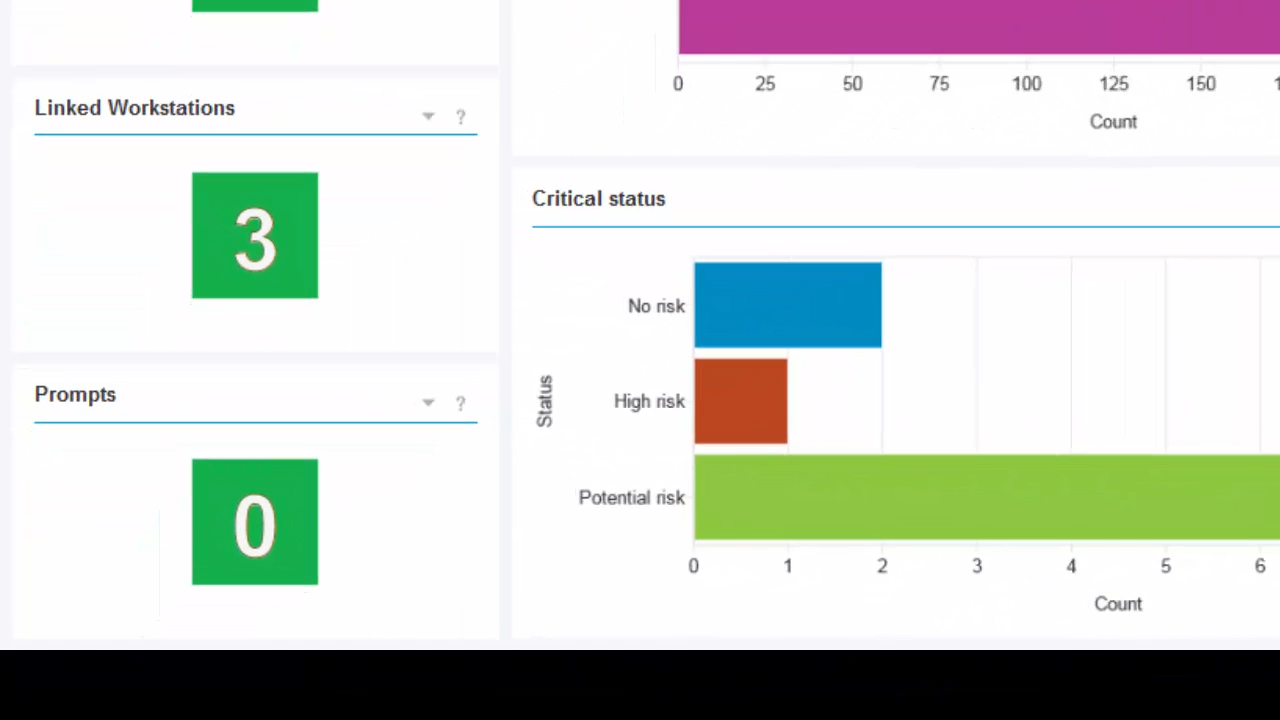 0 25 50 75 100 125 150
Count
Linked Workstations ?
3
Prompts ?
0
Critical status
Status
No risk
High risk
Potential risk
0 1 2 3 4 5 6
Count